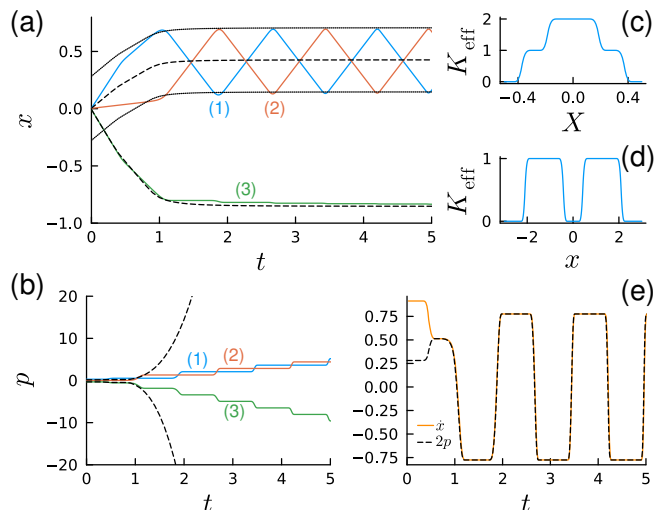 (a)
x
0.5
0.0
−0.5
−1.0
(1)
(2)
(3)
0 1 2 3 4 5
t
(c)
K_eff
2
1
0
−0.4 0.0 0.4
X
(d)
K_eff
1
0
−2 0 2
x
(b)
p
20
10
0
−10
−20
(1)
(2)
(3)
0 1 2 3 4 5
t
(e)
0.75
0.50
0.25
0.00
−0.25
−0.50
−0.75
ẋ
2p
0 1 2 3 4 5
t